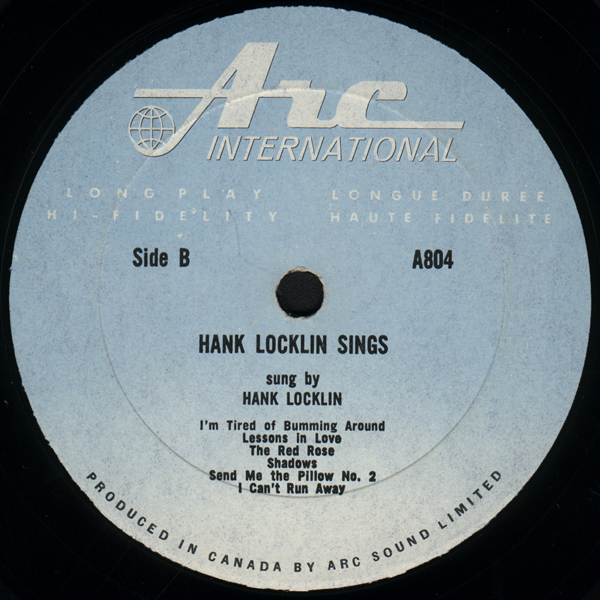 Arc
INTERNATIONAL
LONG PLAY LONGUE DUREE
HI-FIDELITY HAUTE FIDELITE
Side B A804
HANK LOCKLIN SINGS
sung by
HANK LOCKLIN
I'm Tired of Bumming Around
Lessons in Love
The Red Rose
Shadows
Send Me the Pillow No. 2
I Can't Run Away
PRODUCED IN CANADA BY ARC SOUND LIMITED